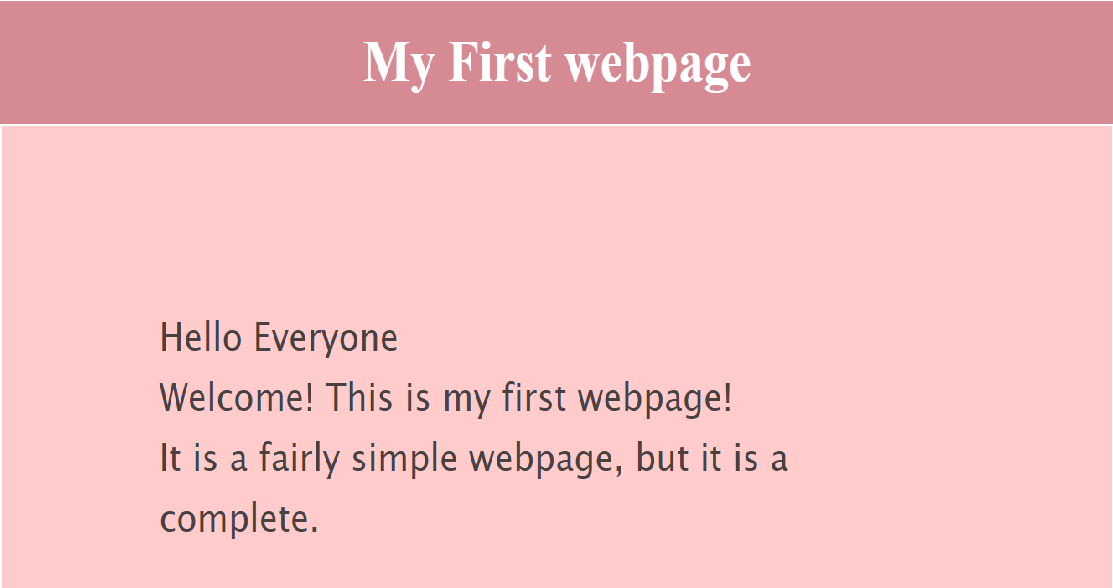 My First webpage
Hello Everyone
Welcome! This is my first webpage!
It is a fairly simple webpage, but it is a
complete.